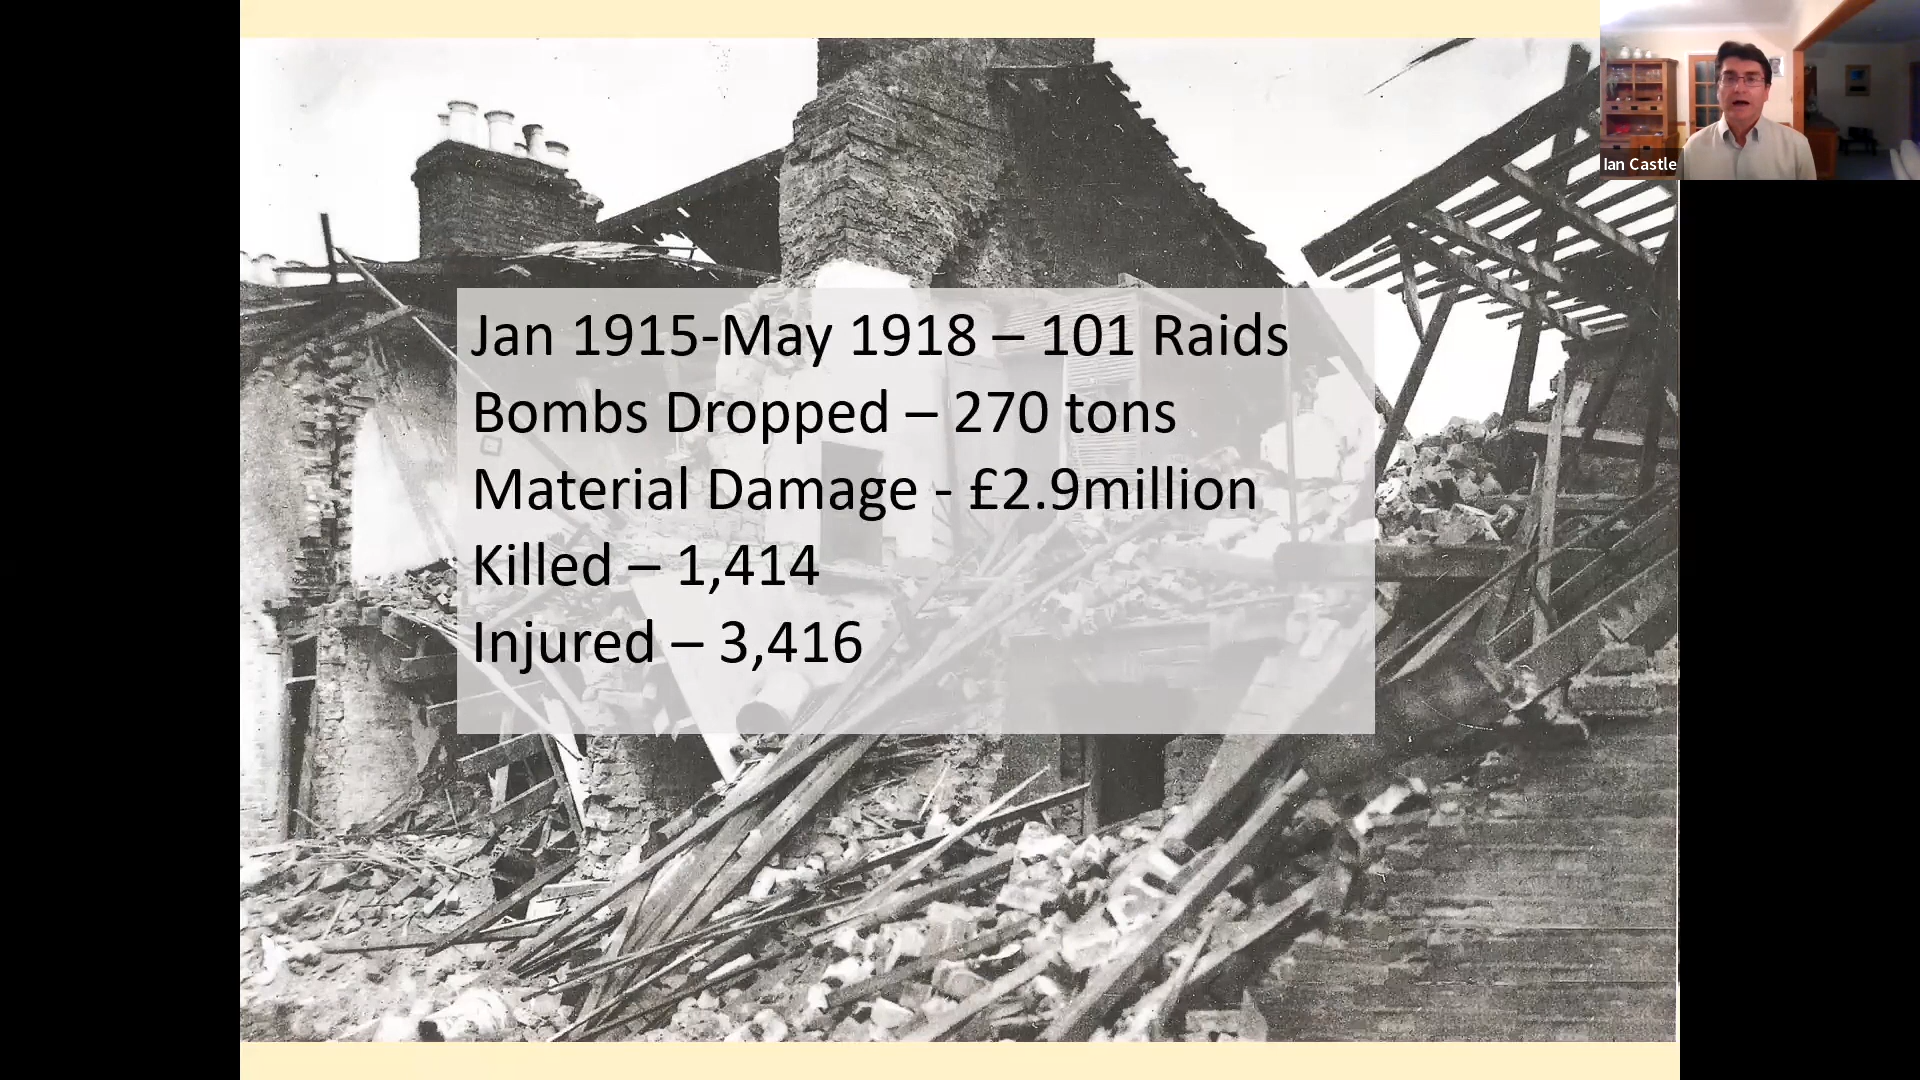 Jan 1915-May 1918 – 101 Raids
Bombs Dropped – 270 tons
Material Damage - £2.9million
Killed – 1,414
Injured – 3,416
Ian Castle